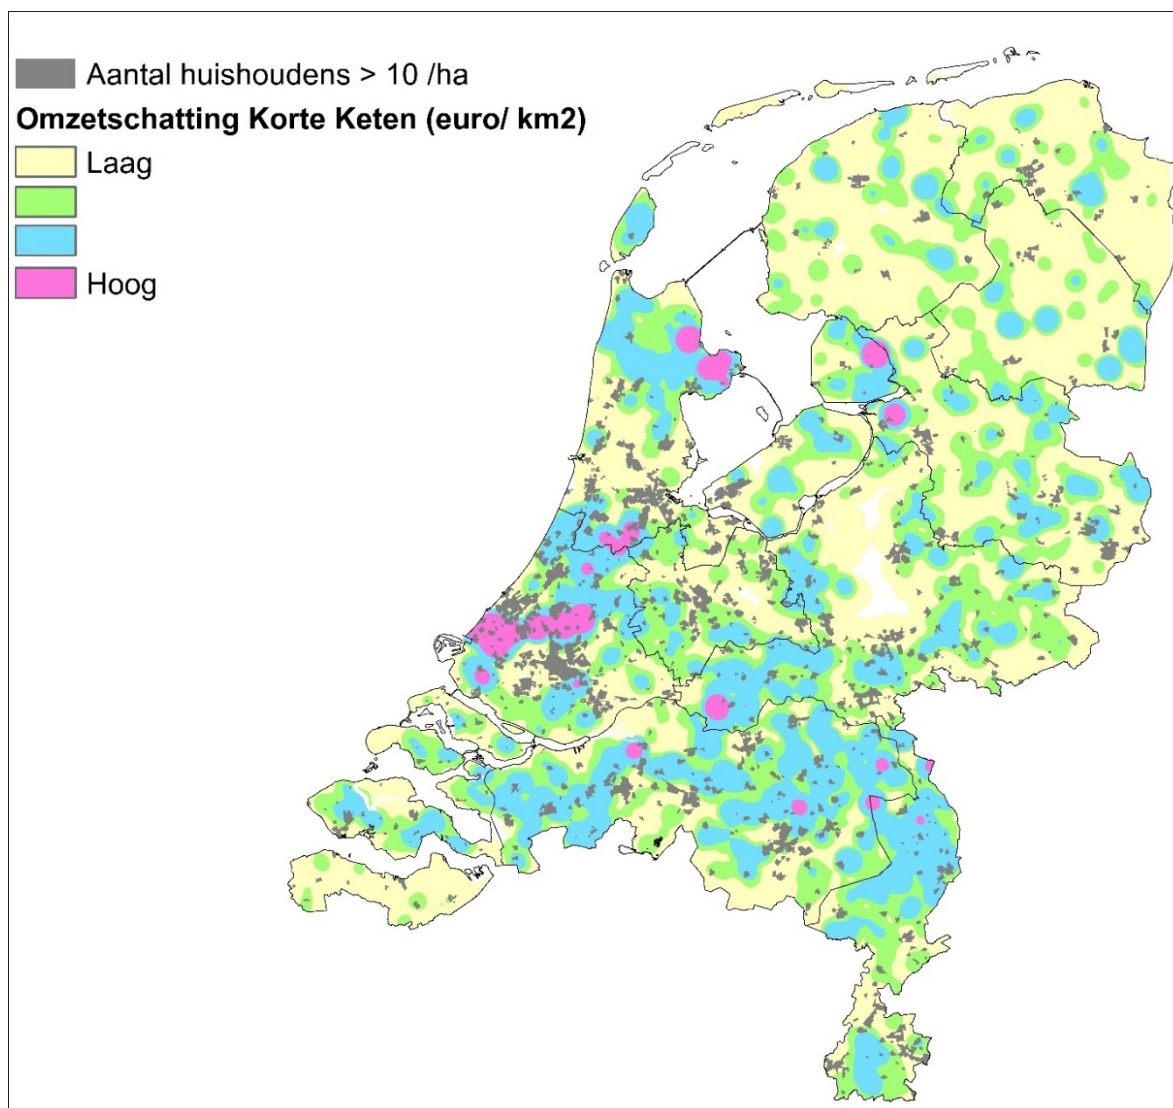 Aantal huishoudens > 10 /ha
Omzetschatting Korte Keten (euro/ km2)
Laag
Hoog